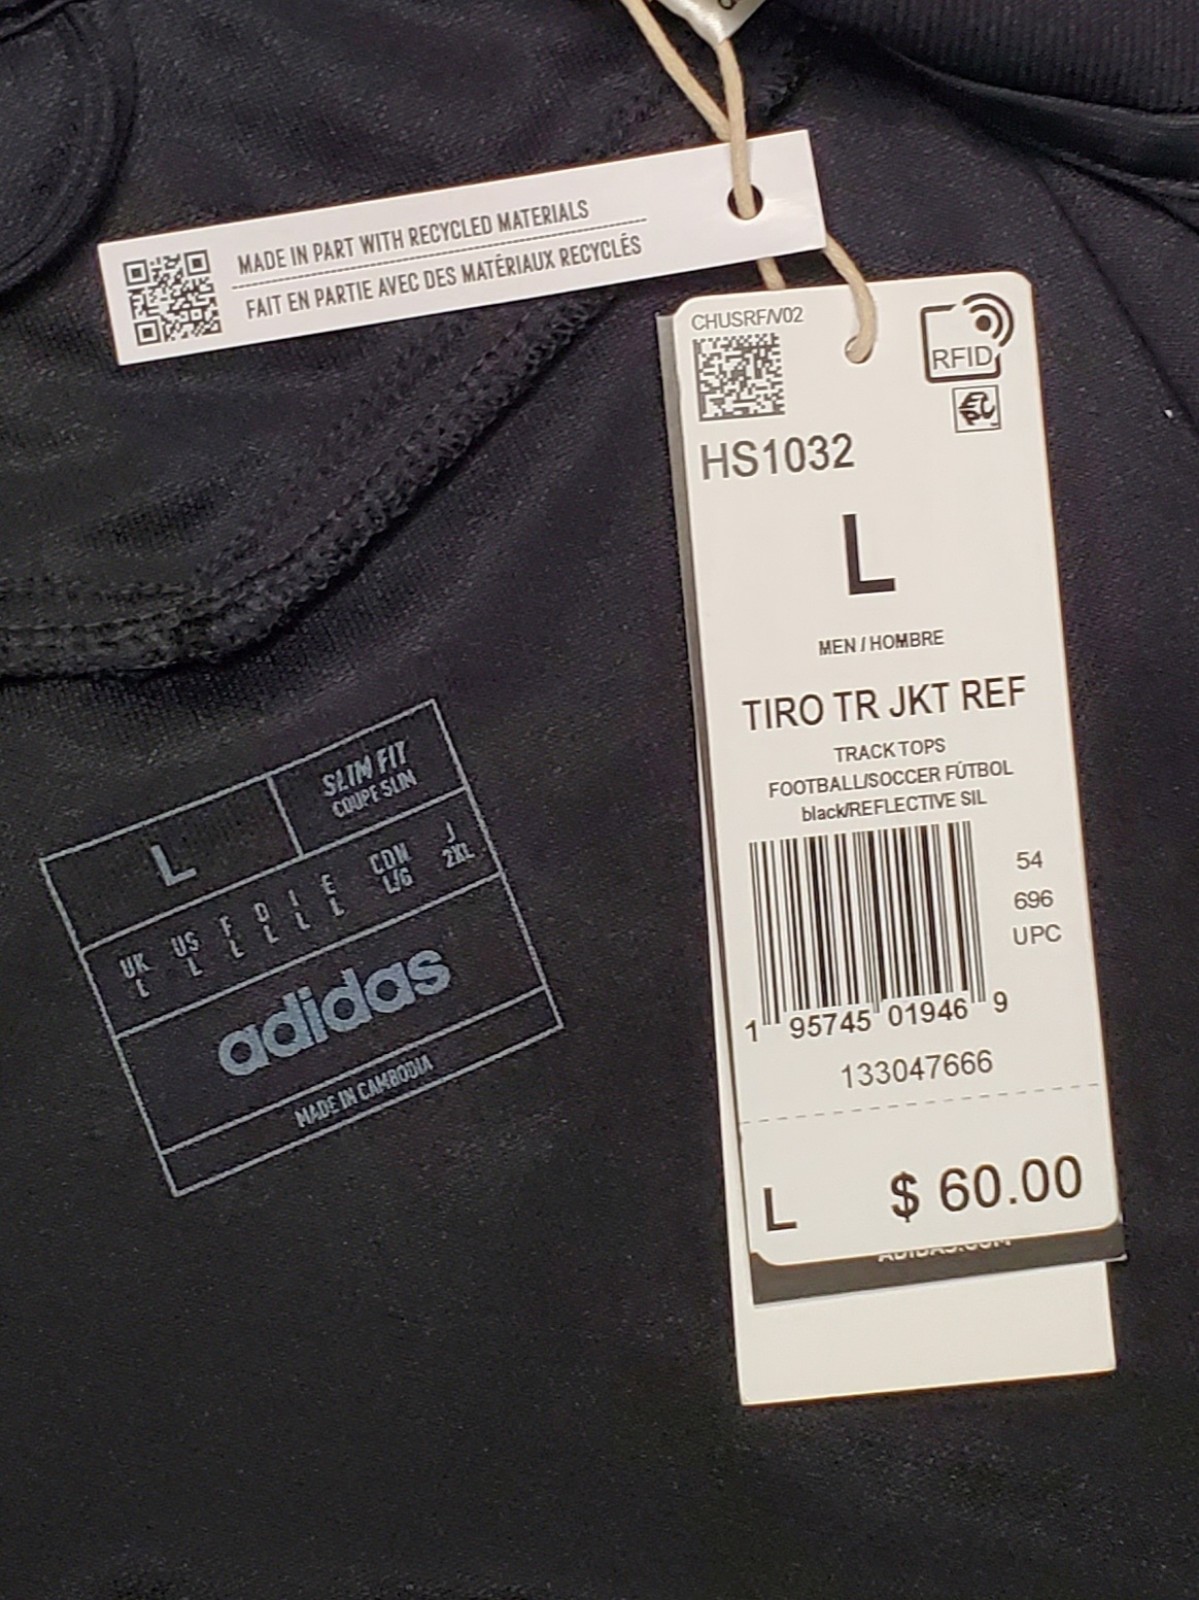 MADE IN PART WITH RECYCLED MATERIALS
FAIT EN PARTIE AVEC DES MATÉRIAUX RECYCLÉS
CHUSRF/V02
RFID
HS1032
L
MEN / HOMBRE
TIRO TR JKT REF
TRACK TOPS
FOOTBALL/SOCCER FÚTBOL
black/REFLECTIVE SIL
54
696
UPC
1 95745 01946 9
133047666
L $ 60.00
ADIDAS.COM
L
SLIM FIT
COUPE SLIM
UK US F D I E CDN J
L L L L L L L/G 2XL
adidas
MADE IN CAMBODIA